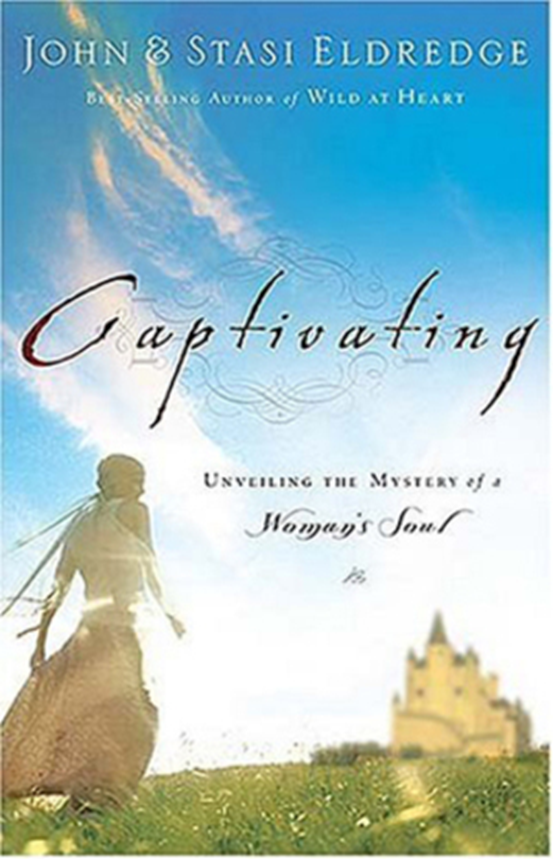 JOHN & STASI ELDREDGE
BEST-SELLING AUTHOR of WILD AT HEART
Captivating
UNVEILING THE MYSTERY of a
Woman's Soul